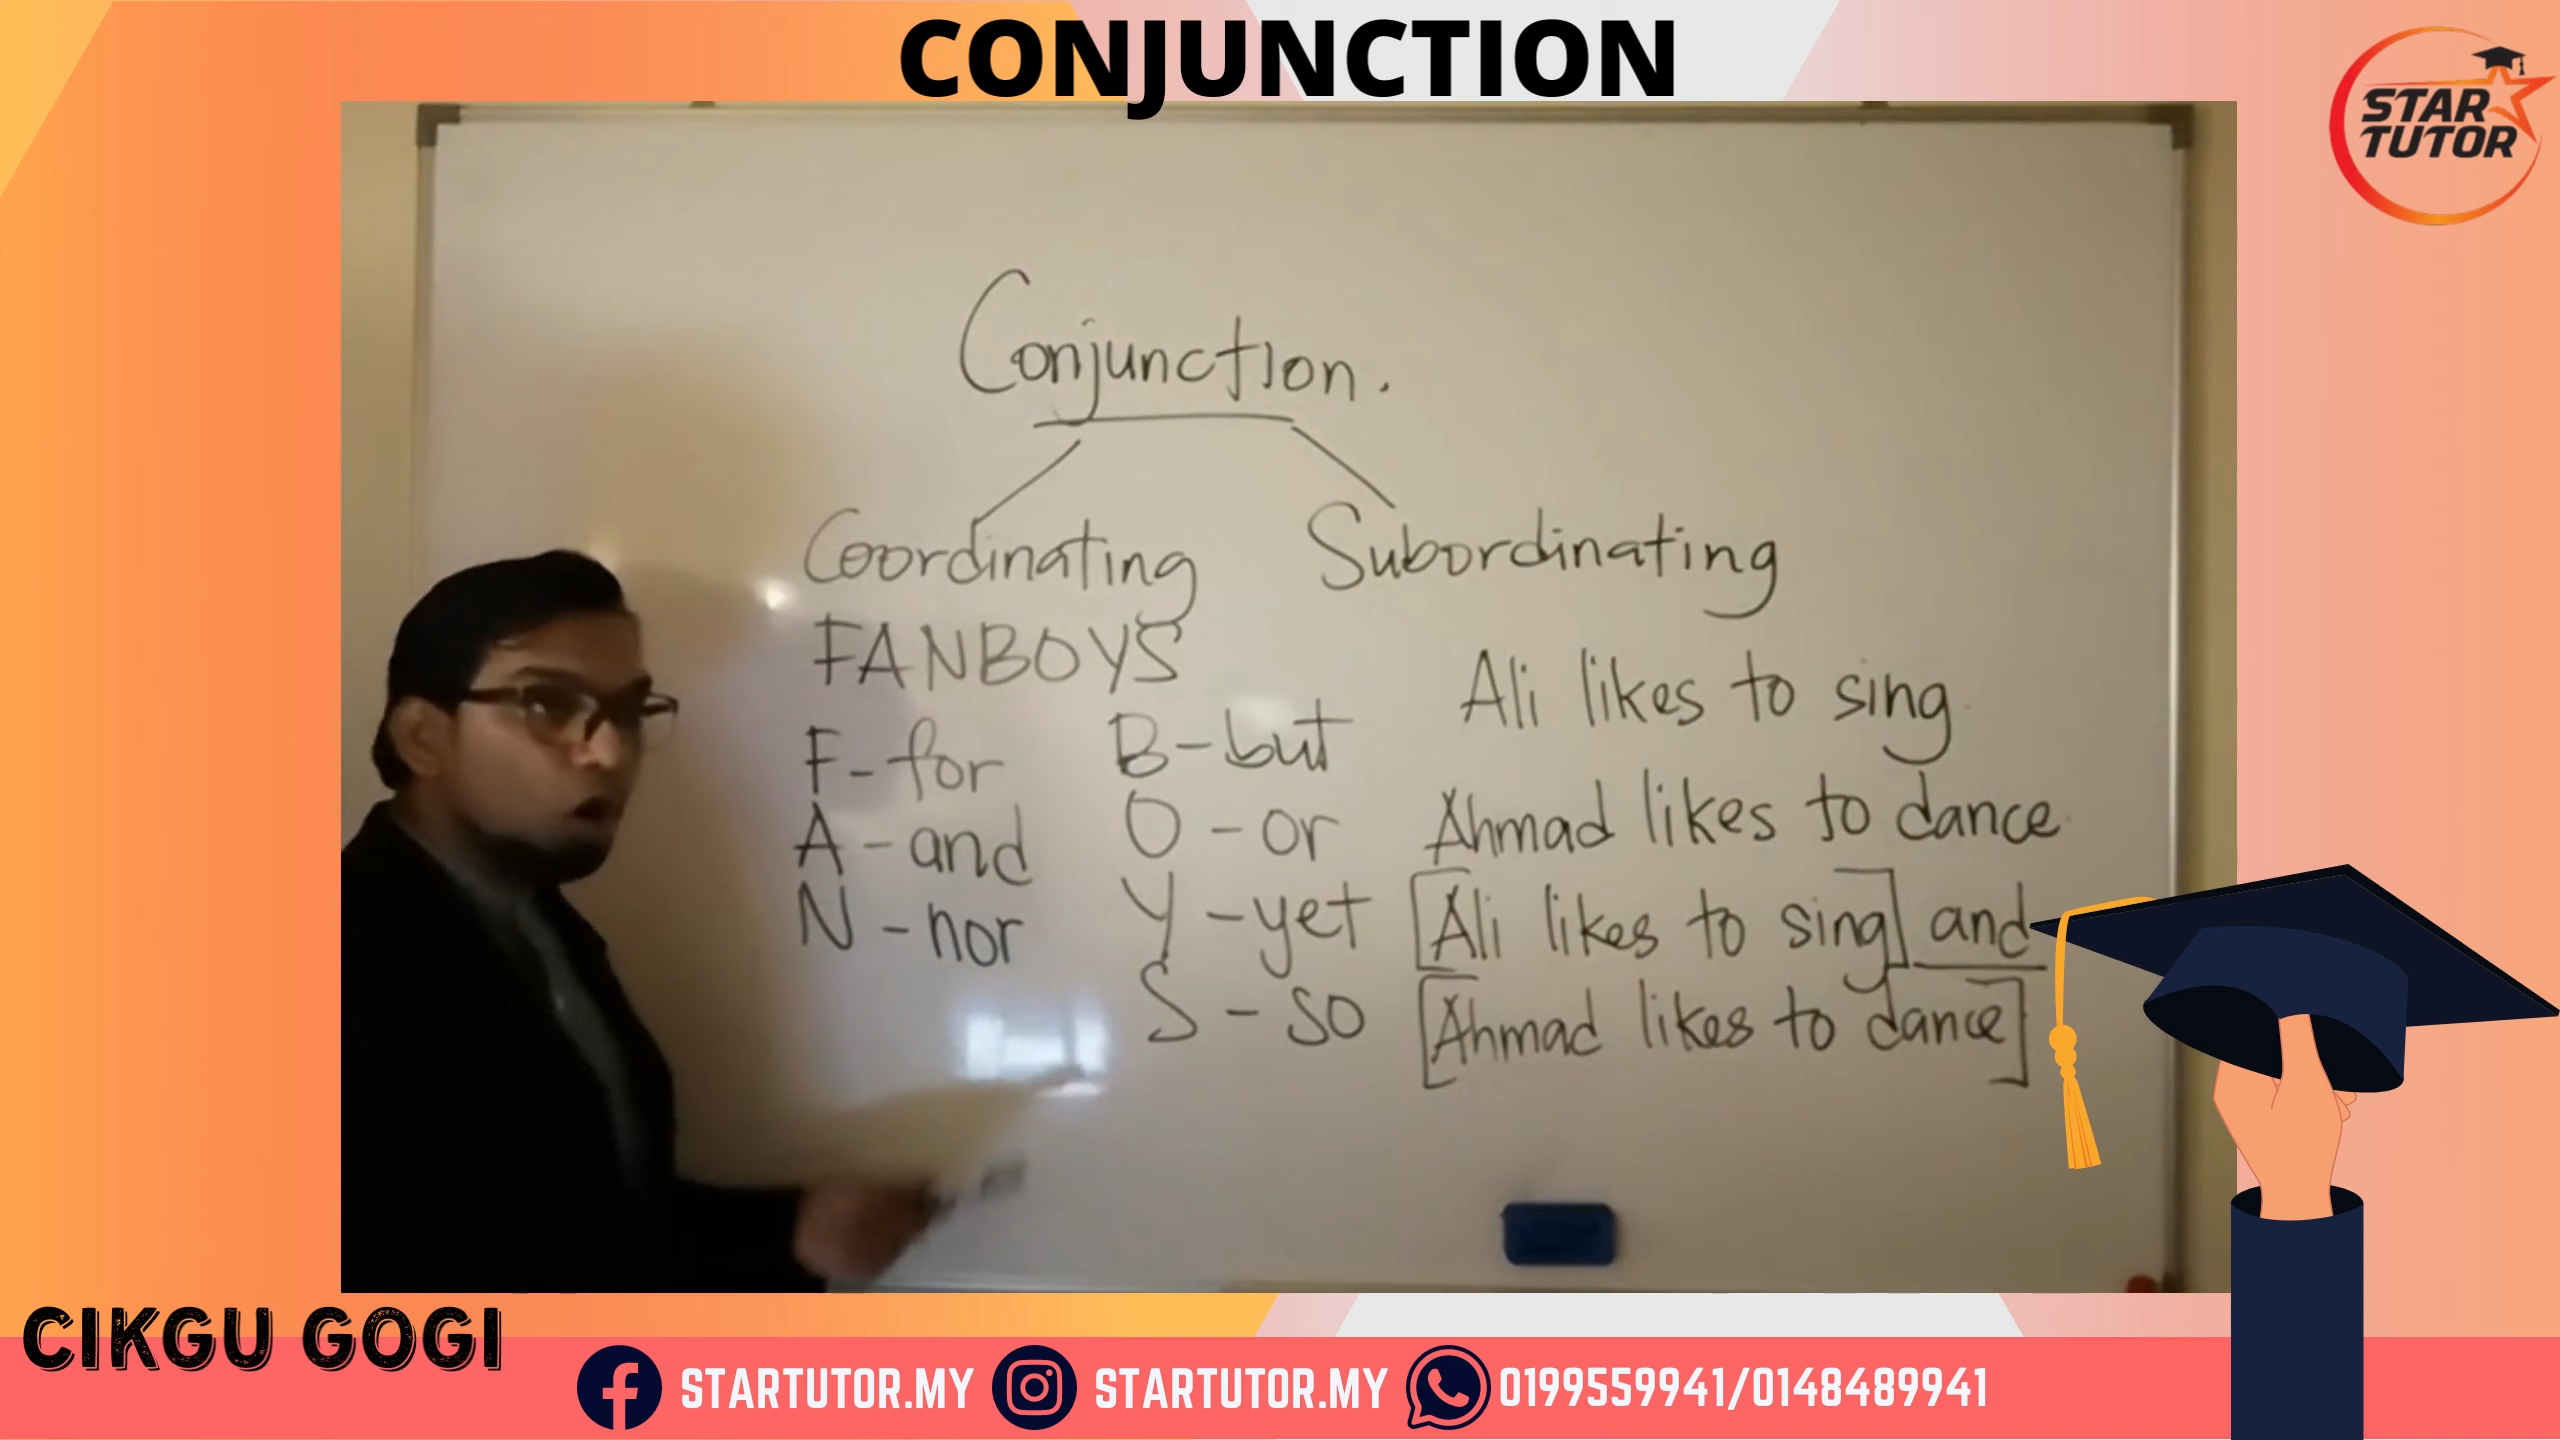 CONJUNCTION
STAR
TUTOR
Conjunction.
Coordinating
Subordinating
FANBOYS
F - for
A - and
N - nor
B - but
O - or
Y - yet
S - so
Ali likes to sing
Ahmad likes to dance
[Ali likes to sing] and
[Ahmad likes to dance]
CIKGU GOGI
STARTUTOR.MY
STARTUTOR.MY
0199559941/0148489941